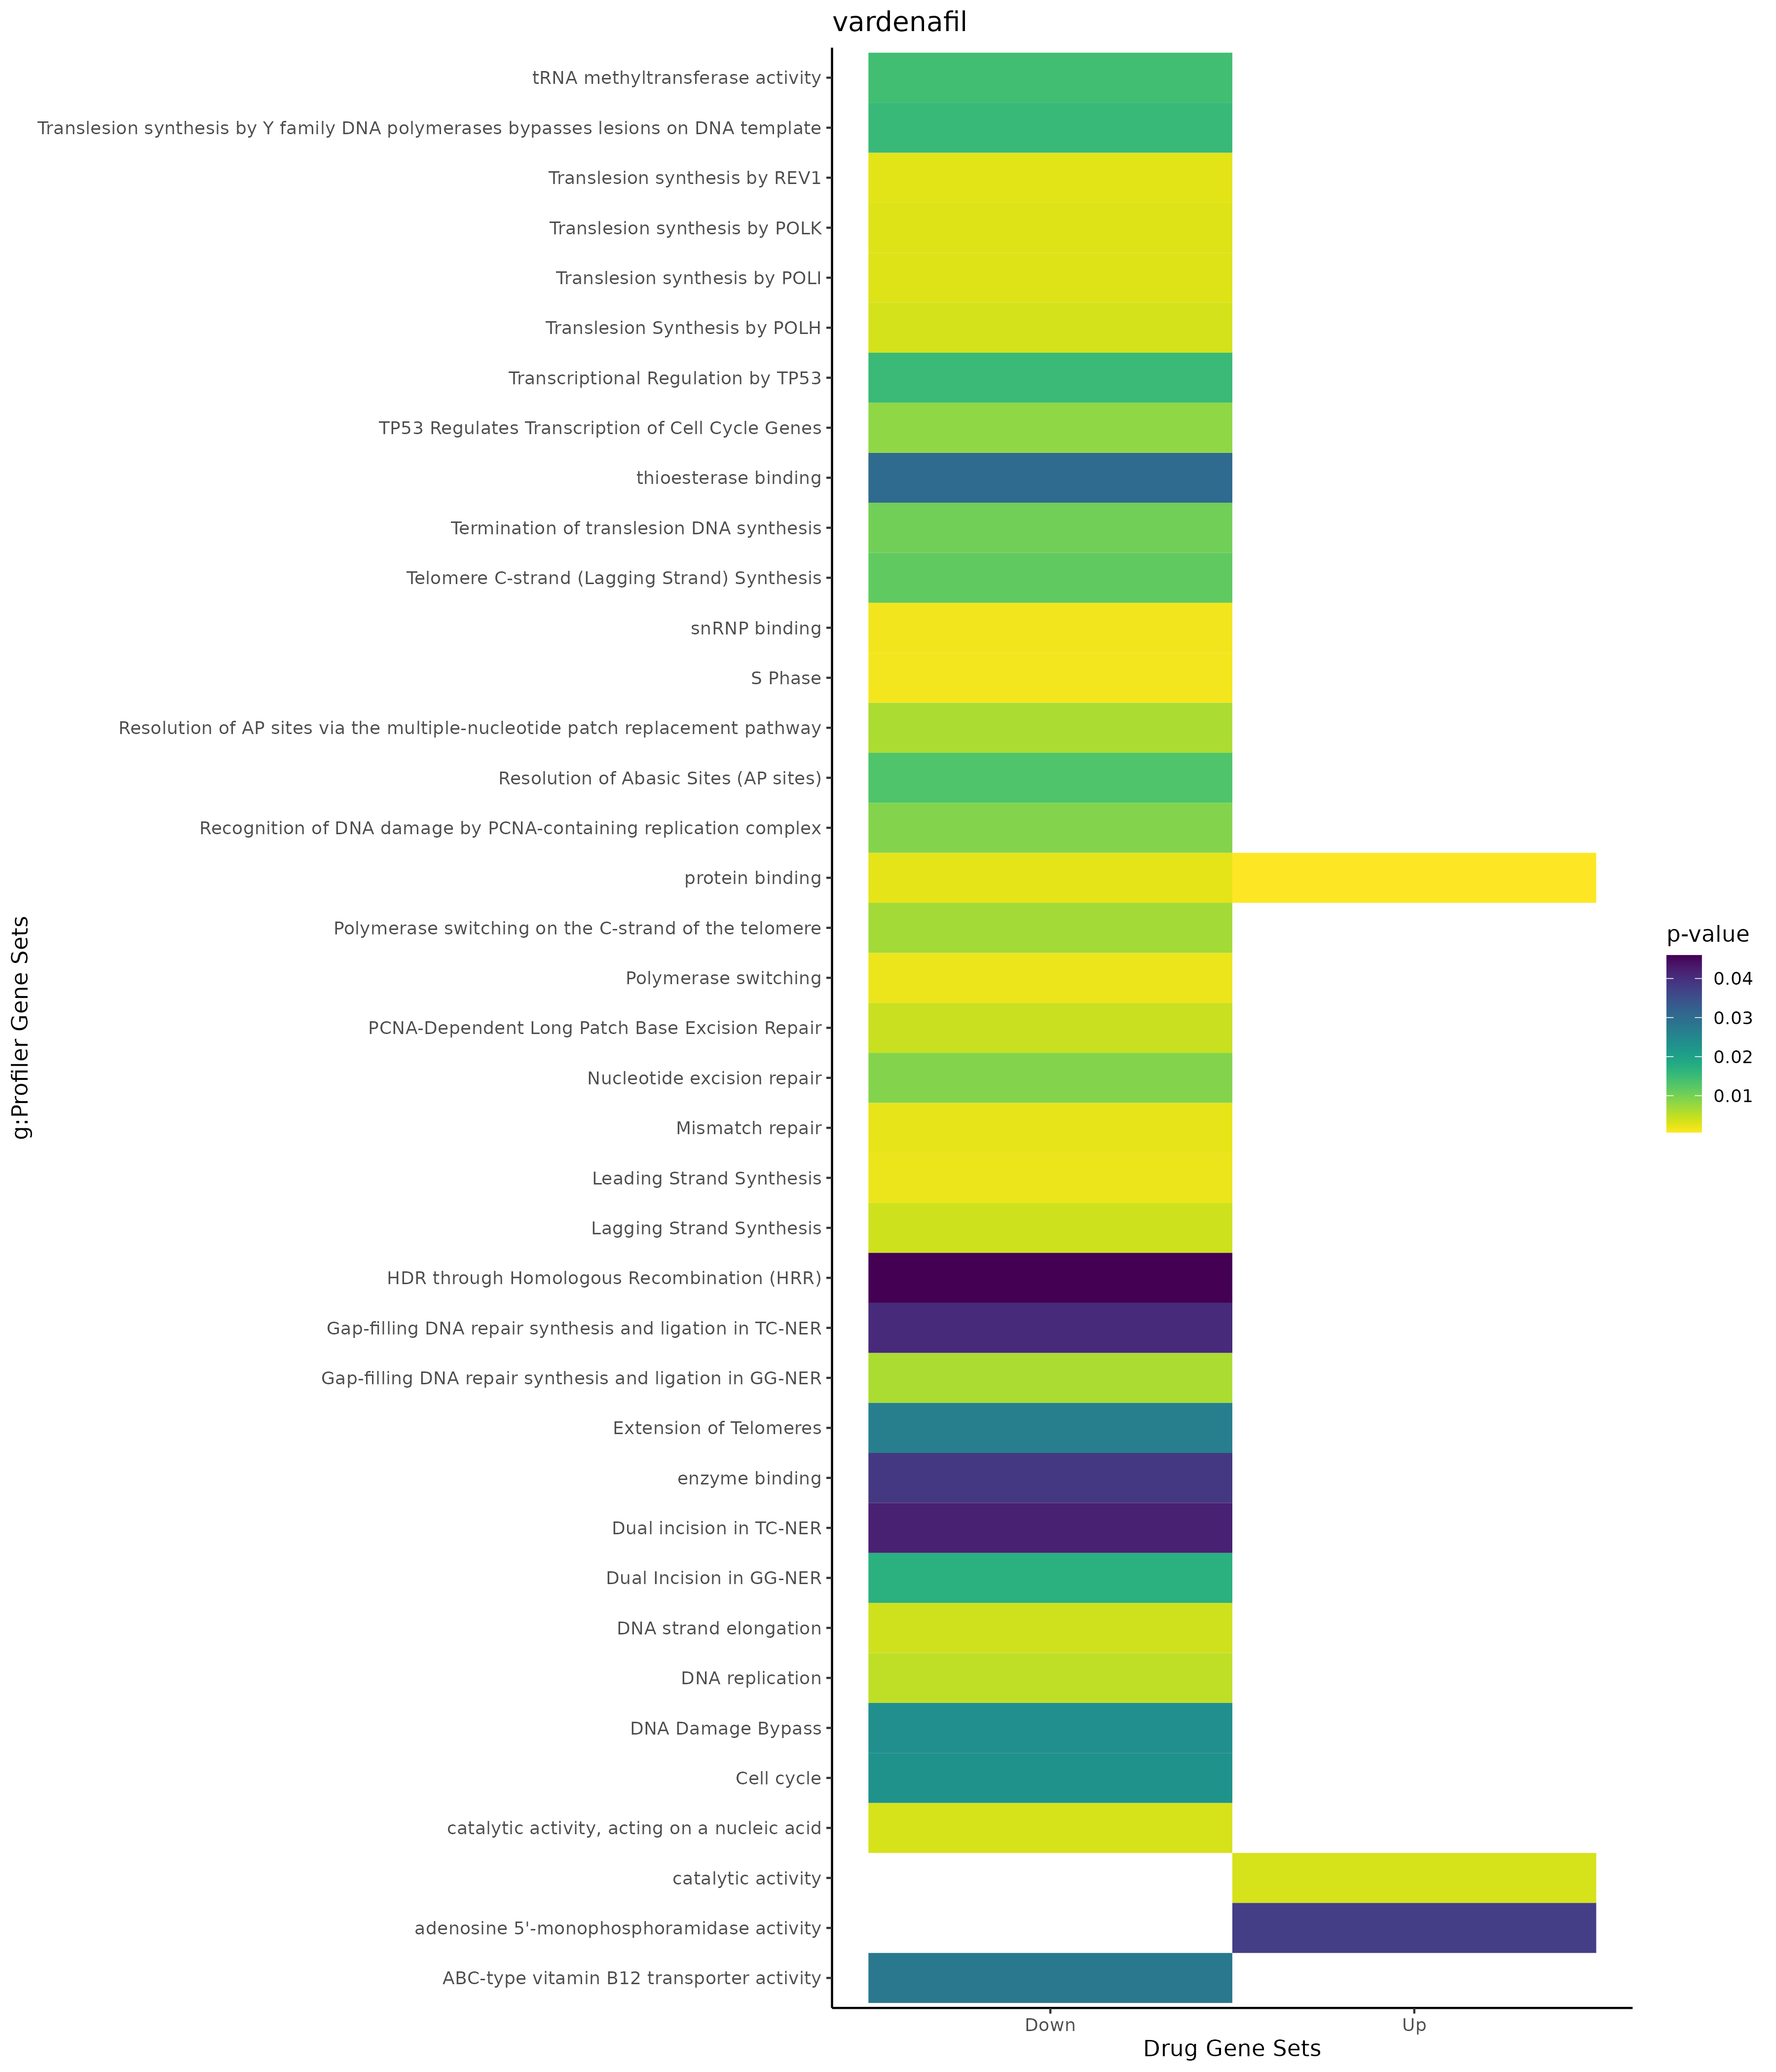 vardenafil
tRNA methyltransferase activity
Translesion synthesis by Y family DNA polymerases bypasses lesions on DNA template
Translesion synthesis by REV1
Translesion synthesis by POLK
Translesion synthesis by POLI
Translesion Synthesis by POLH
Transcriptional Regulation by TP53
TP53 Regulates Transcription of Cell Cycle Genes
thioesterase binding
Termination of translesion DNA synthesis
Telomere C-strand (Lagging Strand) Synthesis
snRNP binding
S Phase
Resolution of AP sites via the multiple-nucleotide patch replacement pathway
Resolution of Abasic Sites (AP sites)
Recognition of DNA damage by PCNA-containing replication complex
protein binding
Polymerase switching on the C-strand of the telomere
Polymerase switching
PCNA-Dependent Long Patch Base Excision Repair
Nucleotide excision repair
Mismatch repair
Leading Strand Synthesis
Lagging Strand Synthesis
HDR through Homologous Recombination (HRR)
Gap-filling DNA repair synthesis and ligation in TC-NER
Gap-filling DNA repair synthesis and ligation in GG-NER
Extension of Telomeres
enzyme binding
Dual incision in TC-NER
Dual Incision in GG-NER
DNA strand elongation
DNA replication
DNA Damage Bypass
Cell cycle
catalytic activity, acting on a nucleic acid
catalytic activity
adenosine 5'-monophosphoramidase activity
ABC-type vitamin B12 transporter activity
g:Profiler Gene Sets
Down
Up
Drug Gene Sets
p-value
0.04
0.03
0.02
0.01